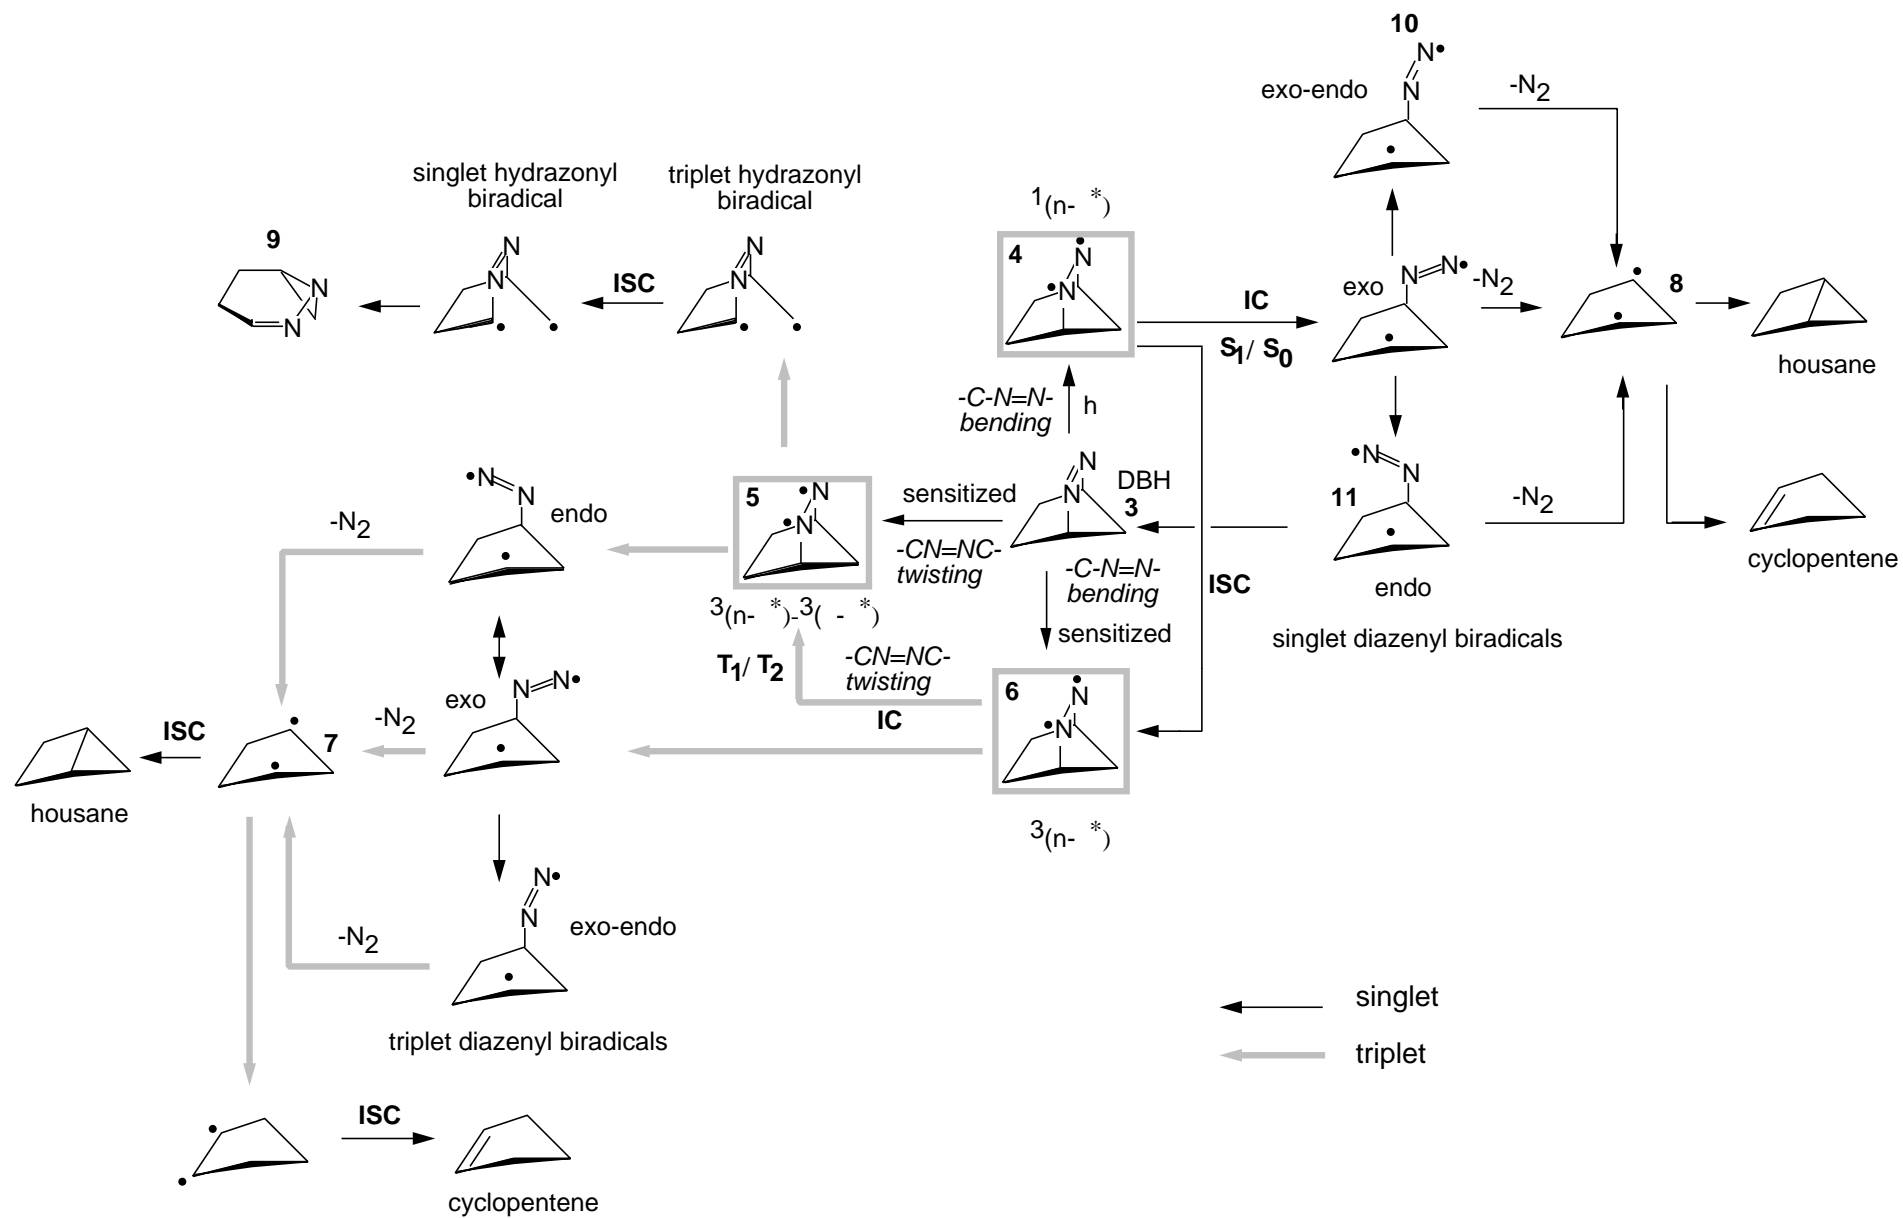 10
N•
N
exo-endo
-N2
singlet hydrazonyl
biradical
triplet hydrazonyl
biradical
1(n- *)
9
N
N
N
N
ISC
N
N
4
N
N
IC
S1/ S0
exo
N=N•
-N2
8
housane
-C-N=N-
bending
h
N
N
DBH
3
sensitized
-CN=NC-
twisting
-C-N=N-
bending
sensitized
ISC
•N
N
11
endo
-N2
singlet diazenyl biradicals
cyclopentene
•N
N
endo
-N2
5
N
N
3(n- *)-3( - *)
T1/ T2
-CN=NC-
twisting
IC
6
N
N
3(n- *)
exo
N=N•
-N2
7
ISC
housane
N•
N
exo-endo
-N2
triplet diazenyl biradicals
singlet
triplet
ISC
cyclopentene